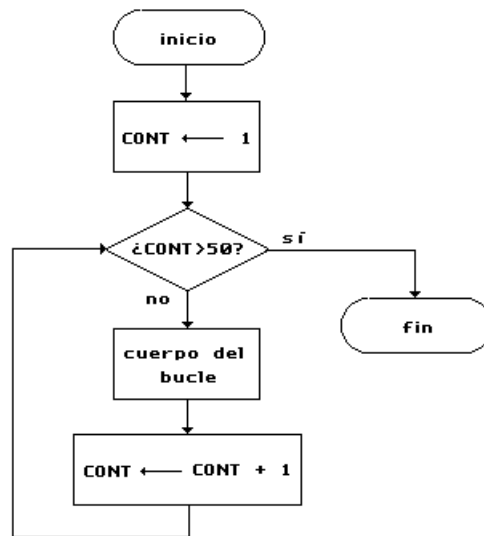 inicio
CONT ← 1
¿CONT>50?
sí
no
fin
cuerpo del
bucle
CONT ← CONT + 1